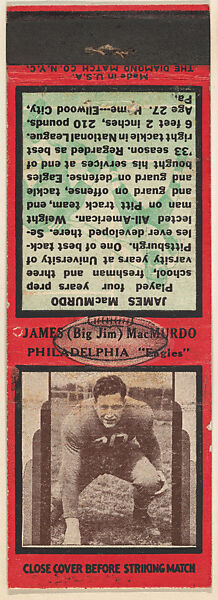 Made in U.S.A.
THE DIAMOND MATCH CO. N.Y.C.
JAMES MacMURDO
Played four years prep
school, freshman and three
varsity years at University of
Pittsburgh. One of best tack-
les ever developed there. Se-
lected All-American. Weight
man on Pitt track team, end
and guard on offense, tackle
and guard on defense. Eagles
bought his services at end of
'33 season. Regarded as best
right tackle in National League.
Age 27. Home—Ellwood City,
Pa.
6 feet 2 inches, 210 pounds,
JAMES (Big Jim) MacMURDO
PHILADELPHIA "Eagles"
CLOSE COVER BEFORE STRIKING MATCH